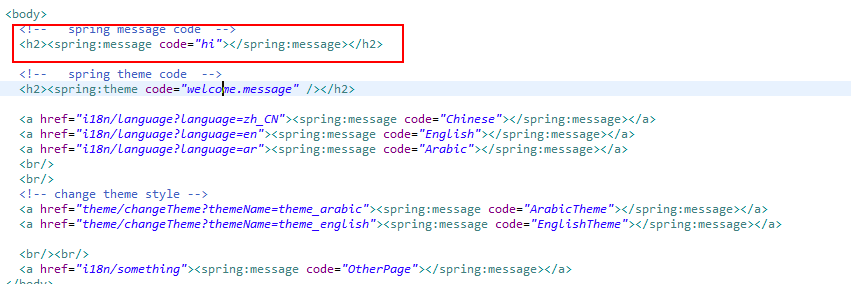 <body>
<!--   spring message code  -->
<h2><spring:message code="hi"></spring:message></h2>
<!--   spring theme code  -->
<h2><spring:theme code="welcome.message" /></h2>
<a href="i18n/language?language=zh_CN"><spring:message code="Chinese"></spring:message></a>
<a href="i18n/language?language=en"><spring:message code="English"></spring:message></a>
<a href="i18n/language?language=ar"><spring:message code="Arabic"></spring:message></a>
<br/>
<br/>
<!-- change theme style -->
<a href="theme/changeTheme?themeName=theme_arabic"><spring:message code="ArabicTheme"></spring:message></a>
<a href="theme/changeTheme?themeName=theme_english"><spring:message code="EnglishTheme"></spring:message></a>
<br/><br/>
<a href="i18n/something"><spring:message code="OtherPage"></spring:message></a>
</body>